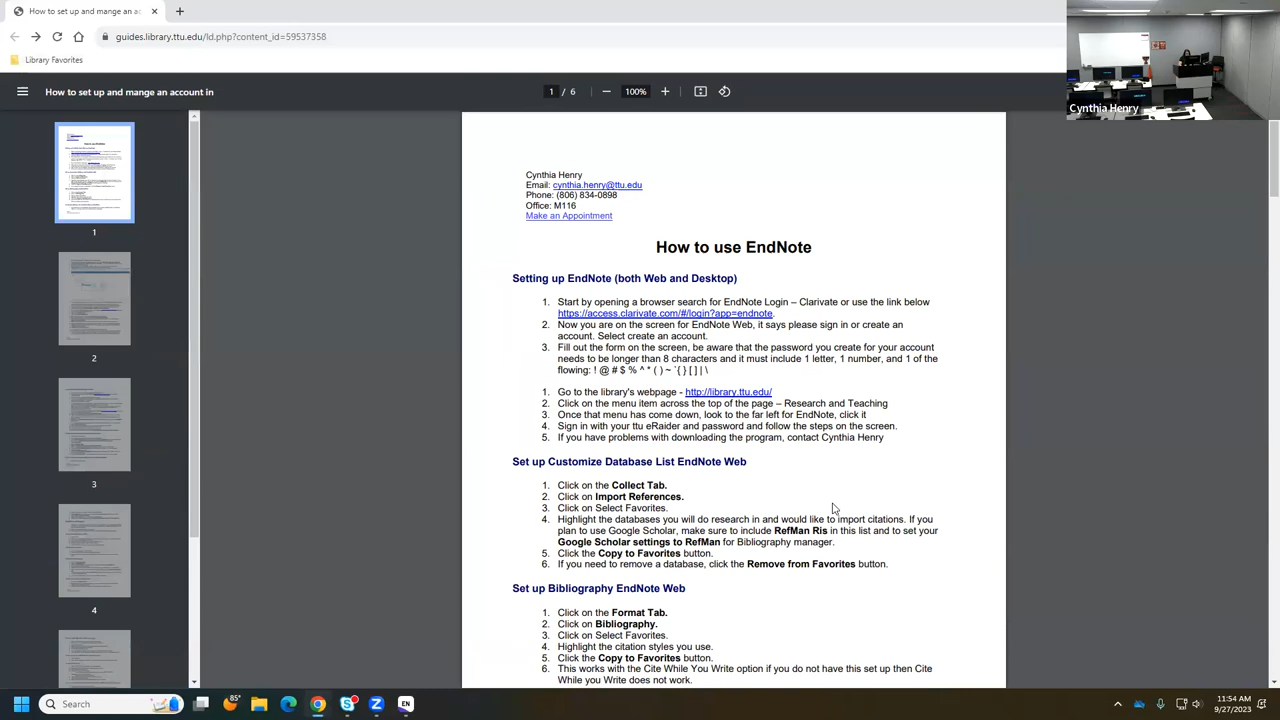 How to set up and mange an ac
guides.library.ttu.edu/ld.php?content_id=59537358
Library Favorites
How to set up and mange an account in
1 / 6
100%
Cynthia Henry
1
2
3
4
Cynthia Henry
Email: cynthia.henry@ttu.edu
Phone: (806) 834-0898
Office: M116
Make an Appointment
How to use EndNote
Setting up EndNote (both Web and Desktop)
1. Start by opening a browser search for EndNote Login – Clarivate or use the link below
https://access.clarivate.com/#/login?app=endnote.
2. Now you are on the screen for EndNote Web, it says please sign in or create an
account. Select create an account.
3. Fill out the form on the screen, be aware that the password you create for your account
needs to be longer than 8 characters and it must include 1 letter, 1 number, and 1 of the
flowing: ! @ # $ % ^ * ( ) ~ `{ } [ ] | \
1. Go to the library's webpage - http://library.ttu.edu/
2. Click on the menu item across the top of the page – Research and Teaching
3. Once that menu has come down, look to the far left for EndNote, click it
4. Sign in with your ttu eRaider and password and follow the steps on the screen.
5. If you have problems with downloading the program, contact Cynthia Henry
Set up Customize Database List EndNote Web
1. Click on the Collect Tab.
2. Click on Import References.
3. Click on Select Favorites.
4. Highlight the databases you will do research in and would like to import citations. If you
plan to use Google Scholar, make sure to include RefMan Ris in this list and to set your
Google Scholar settings to RefMan for Bibliography manager.
5. Click the Copy to Favorites button.
6. If you need to remove a database, click the Remove from Favorites button.
Set up Bibliography EndNote Web
1. Click on the Format Tab.
2. Click on Bibliography.
3. Click on Select Favorites.
4. Highlight the citation styles you use.
5. Click the Copy to Favorites button.
6. This works with the Cite While You Write option if you do not have this set up then Cite
While you Write does not work.
Search
85°
EN
11:54 AM
9/27/2023